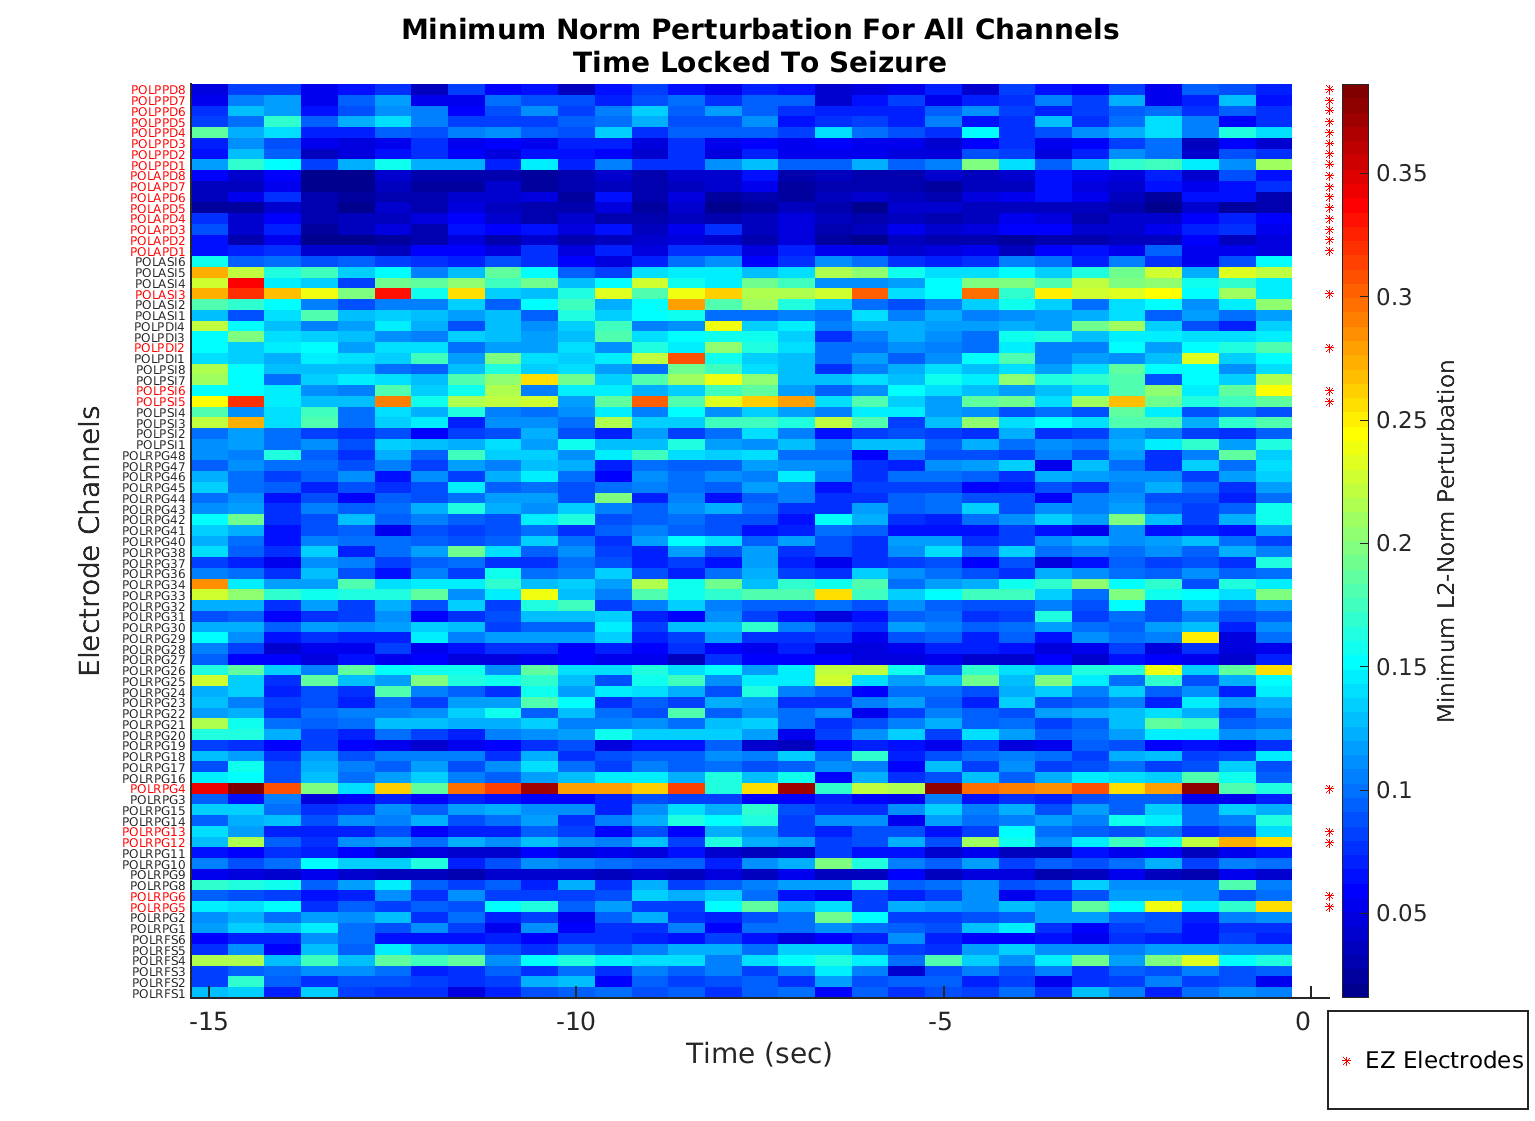 Minimum Norm Perturbation For All Channels
Time Locked To Seizure
Electrode Channels
POLPPD8
POLPPD7
POLPPD6
POLPPD5
POLPPD4
POLPPD3
POLPPD2
POLPPD1
POLAPD8
POLAPD7
POLAPD6
POLAPD5
POLAPD4
POLAPD3
POLAPD2
POLAPD1
POLASI6
POLASI5
POLASI4
POLASI3
POLASI2
POLASI1
POLPDI4
POLPDI3
POLPDI2
POLPDI1
POLPSI8
POLPSI7
POLPSI6
POLPSI5
POLPSI4
POLPSI3
POLPSI2
POLPSI1
POLRPG48
POLRPG47
POLRPG46
POLRPG45
POLRPG44
POLRPG43
POLRPG42
POLRPG41
POLRPG40
POLRPG38
POLRPG37
POLRPG36
POLRPG34
POLRPG33
POLRPG32
POLRPG31
POLRPG30
POLRPG29
POLRPG28
POLRPG27
POLRPG26
POLRPG25
POLRPG24
POLRPG23
POLRPG22
POLRPG21
POLRPG20
POLRPG19
POLRPG18
POLRPG17
POLRPG16
POLRPG4
POLRPG3
POLRPG15
POLRPG14
POLRPG13
POLRPG12
POLRPG11
POLRPG10
POLRPG9
POLRPG8
POLRPG6
POLRPG5
POLRPG2
POLRPG1
POLRFS6
POLRFS5
POLRFS4
POLRFS3
POLRFS2
POLRFS1
-15 -10 -5 0
Time (sec)
0.35
0.3
0.25
0.2
0.15
0.1
0.05
Minimum L2-Norm Perturbation
EZ Electrodes